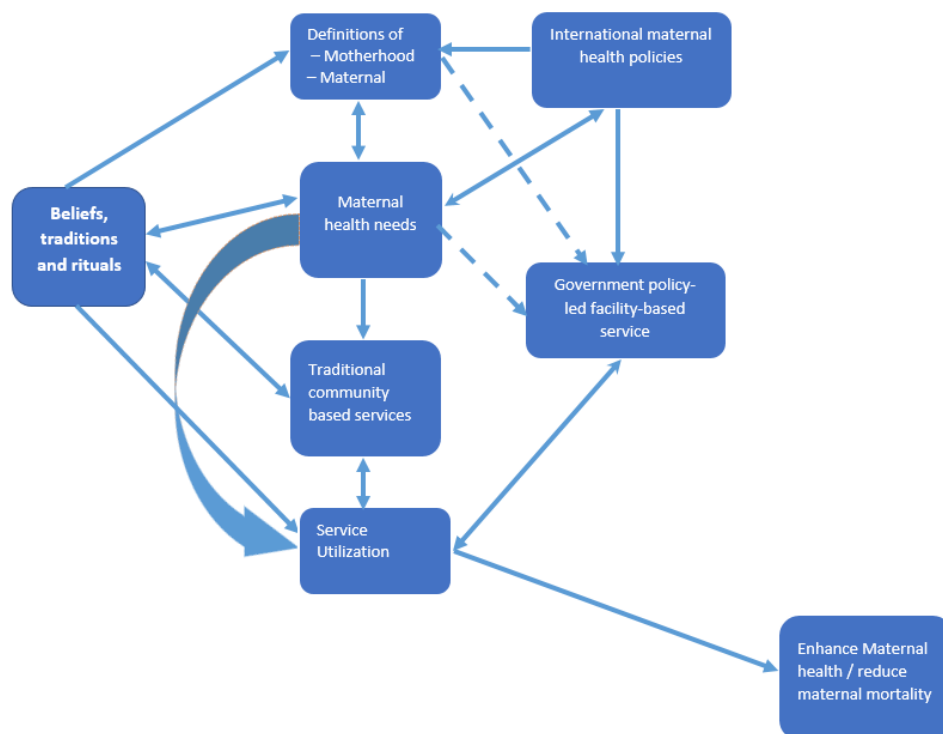 Definitions of
– Motherhood
– Maternal
International maternal
health policies
Beliefs,
traditions
and rituals
Maternal
health needs
Government policy-
led facility-based
service
Traditional
community
based services
Service
Utilization
Enhance Maternal
health / reduce
maternal mortality